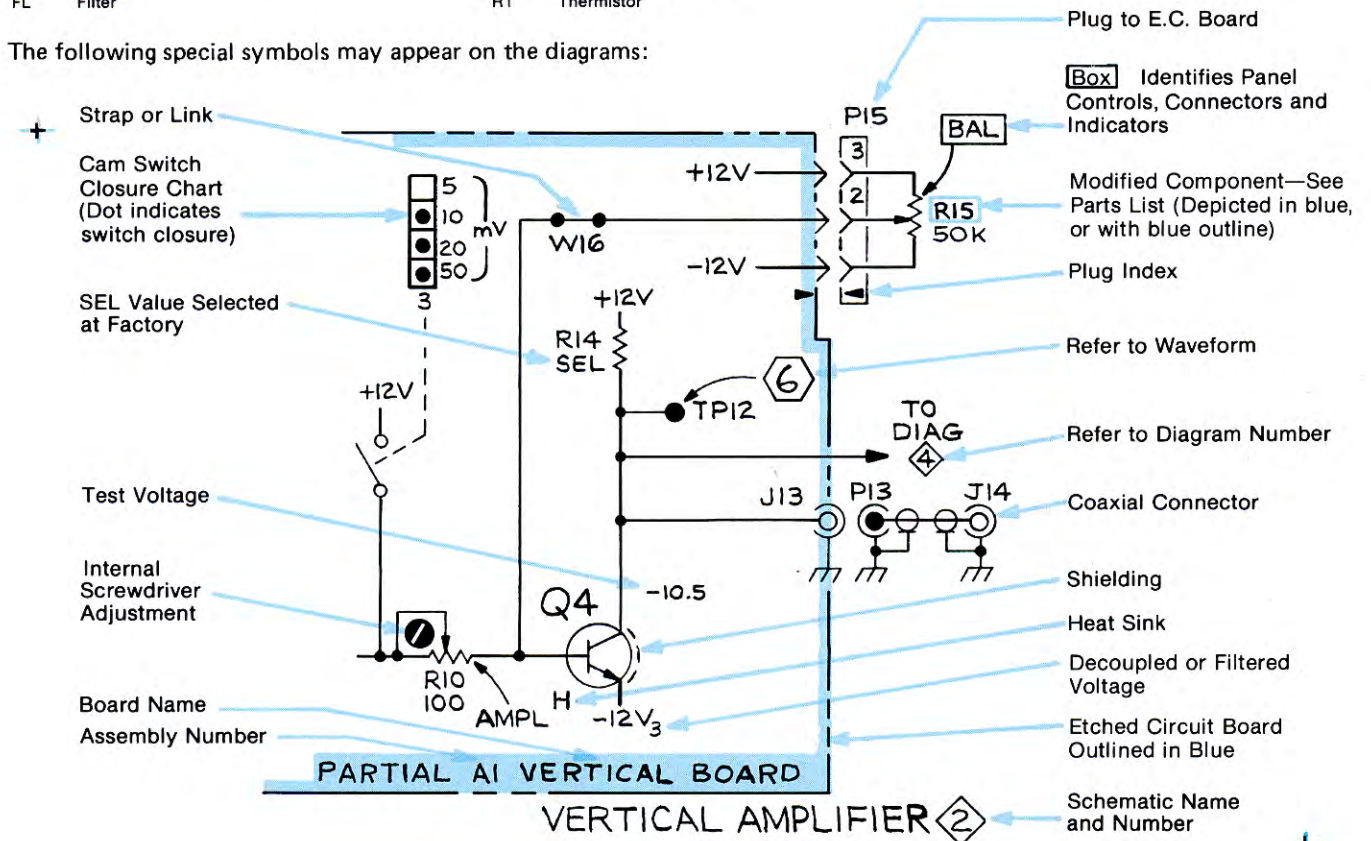 FL Filter
RT Thermistor
The following special symbols may appear on the diagrams:
Plug to E.C. Board
Box Identifies Panel
Controls, Connectors and
Indicators
Modified Component—See
Parts List (Depicted in blue,
or with blue outline)
Plug Index
Refer to Waveform
Refer to Diagram Number
Coaxial Connector
Shielding
Heat Sink
Decoupled or Filtered
Voltage
Etched Circuit Board
Outlined in Blue
Schematic Name
and Number
Strap or Link
Cam Switch
Closure Chart
(Dot indicates
switch closure)
SEL Value Selected
at Factory
Test Voltage
Internal
Screwdriver
Adjustment
Board Name
Assembly Number
5
10
20
50
mV
3
+12V
W16
+12V
-12V
P15
3
2
BAL
R15
50K
+12V
R14
SEL
6
TP12
TO
DIAG
4
J13
P13
J14
-10.5
Q4
R10
100
AMPL
H
-12V3
PARTIAL A1 VERTICAL BOARD
VERTICAL AMPLIFIER 2